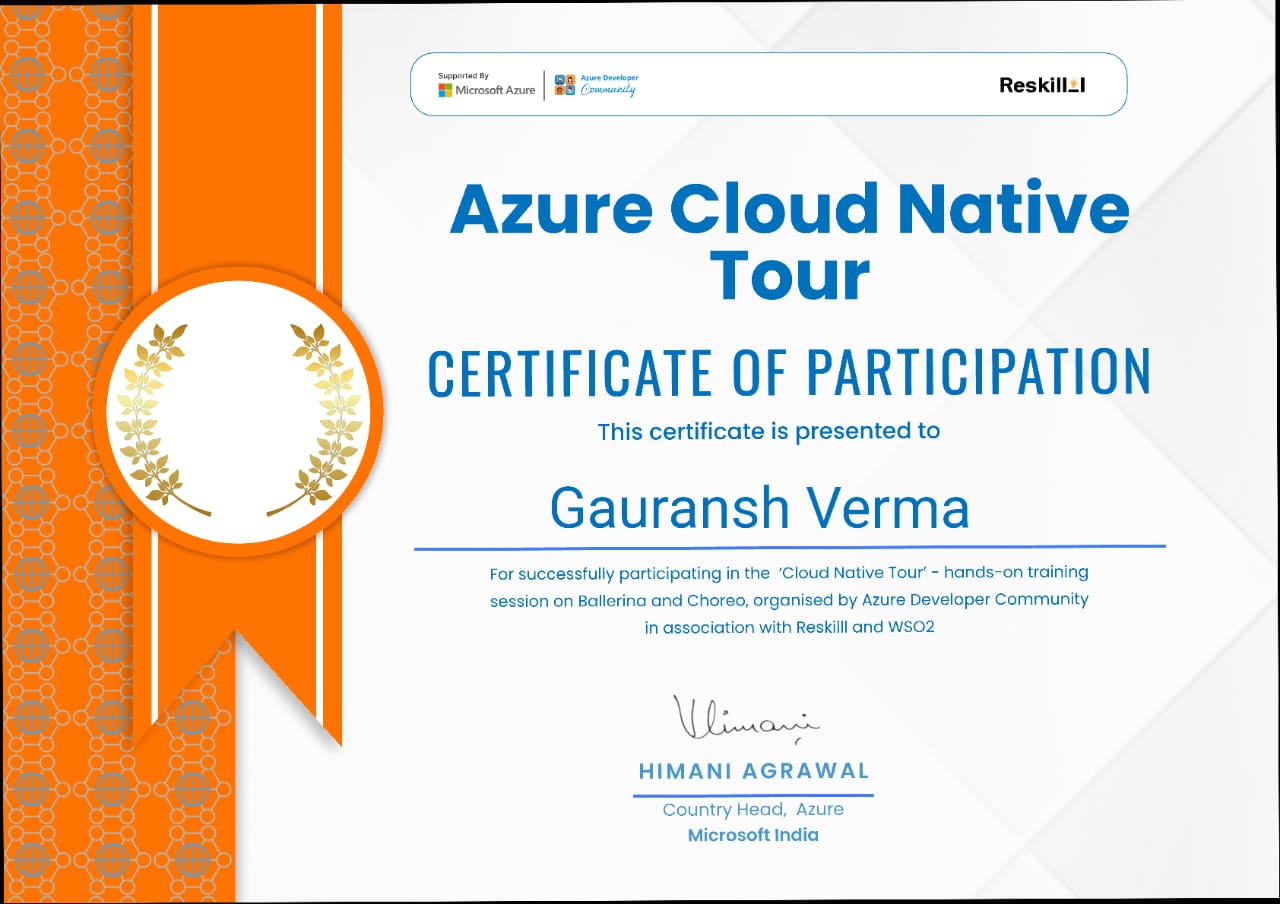 Supported By
Microsoft Azure
Azure Developer
Community
Reskilll
Azure Cloud Native
Tour
CERTIFICATE OF PARTICIPATION
This certificate is presented to
Gauransh Verma
For successfully participating in the ‘Cloud Native Tour’ - hands-on training
session on Ballerina and Choreo, organised by Azure Developer Community
in association with Reskilll and WSO2
Himani
HIMANI AGRAWAL
Country Head, Azure
Microsoft India